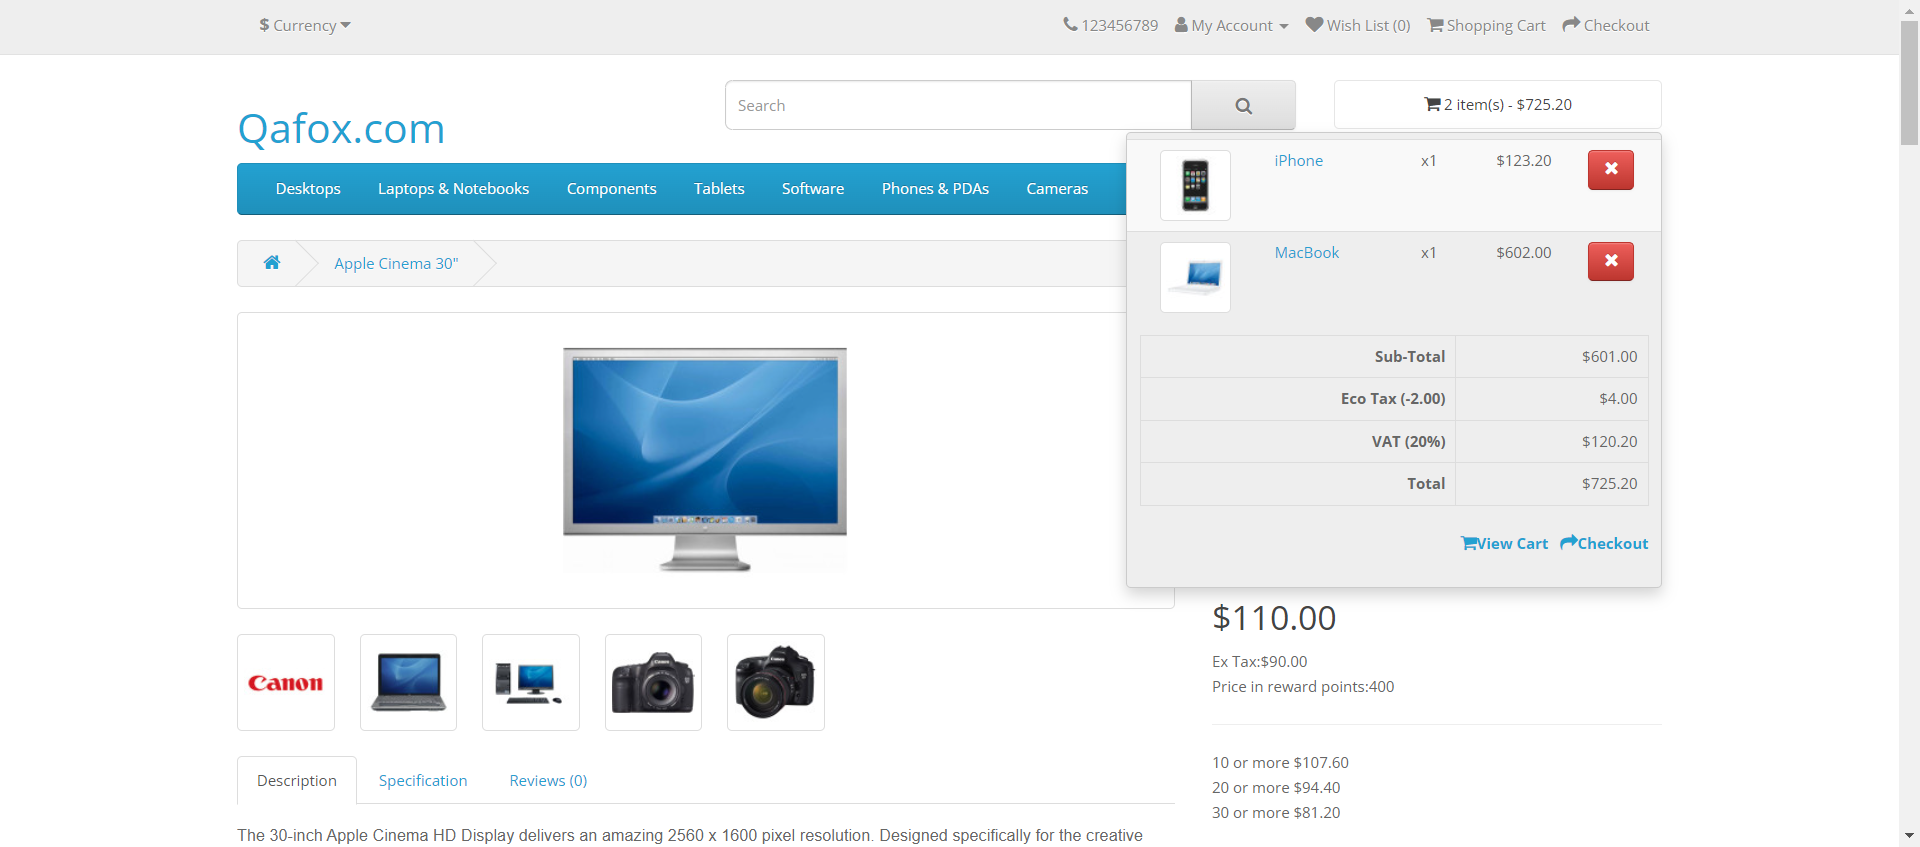 $ Currency
123456789 My Account Wish List (0) Shopping Cart Checkout
Qafox.com
Search
2 item(s) - $725.20
Desktops Laptops & Notebooks Components Tablets Software Phones & PDAs Cameras
iPhone x1 $123.20
MacBook x1 $602.00
Sub-Total $601.00
Eco Tax (-2.00) $4.00
VAT (20%) $120.20
Total $725.20
View Cart Checkout
Apple Cinema 30"
Canon
$110.00
Ex Tax:$90.00
Price in reward points:400
10 or more $107.60
20 or more $94.40
30 or more $81.20
Description Specification Reviews (0)
The 30-inch Apple Cinema HD Display delivers an amazing 2560 x 1600 pixel resolution. Designed specifically for the creative